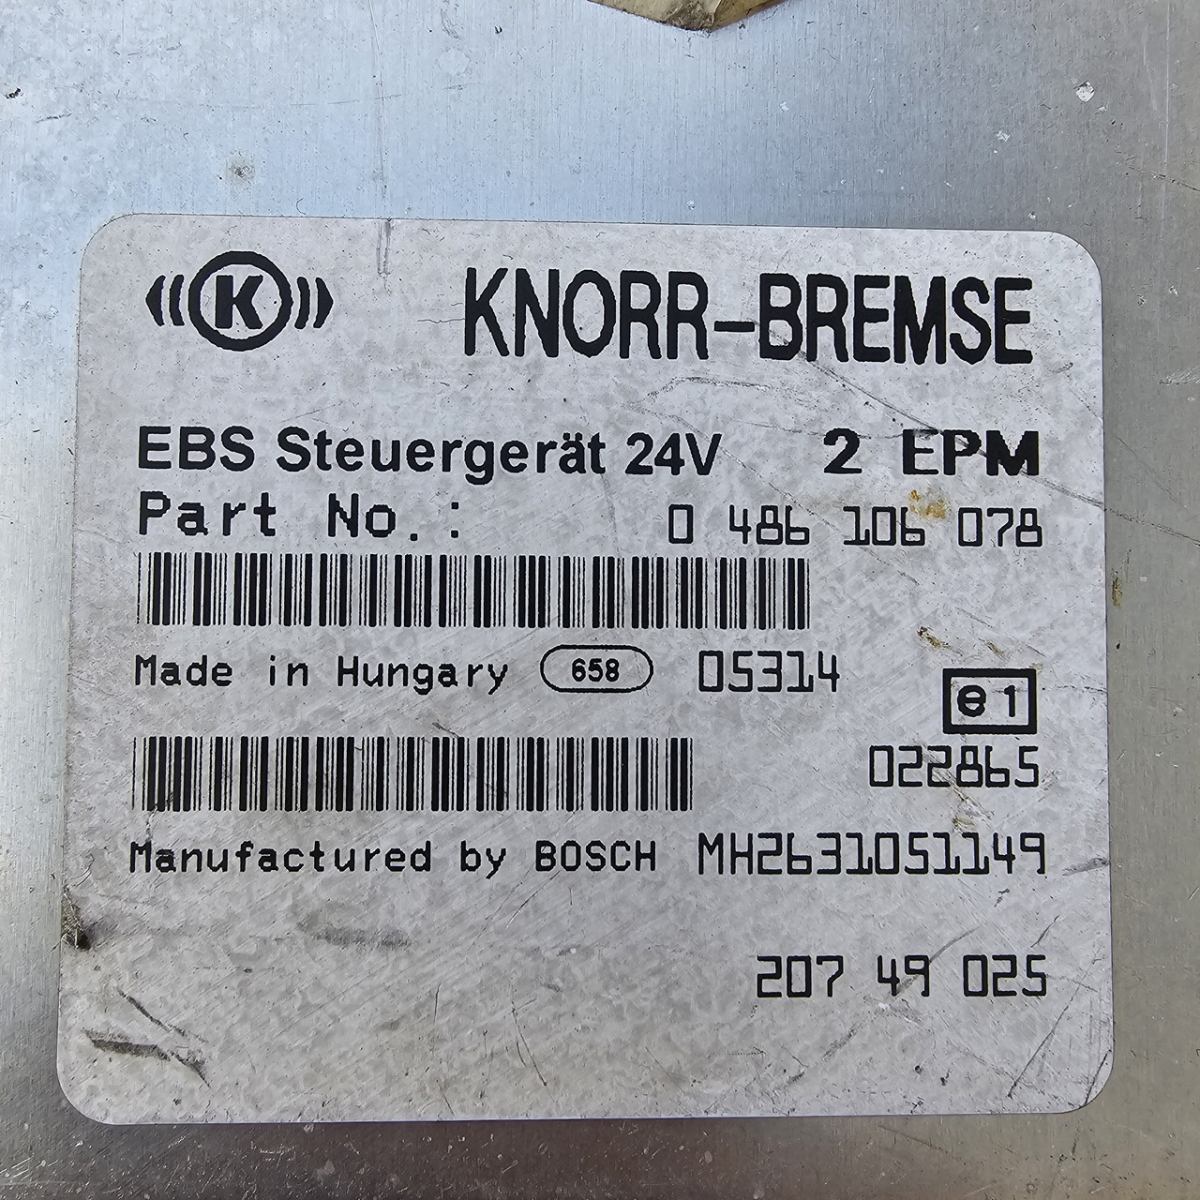 K KNORR-BREMSE
EBS Steuergerät 24V 2 EPM
Part No.: 0 486 106 078
Made in Hungary 658 05314
e1
022865
Manufactured by BOSCH MH2631051149
207 49 025